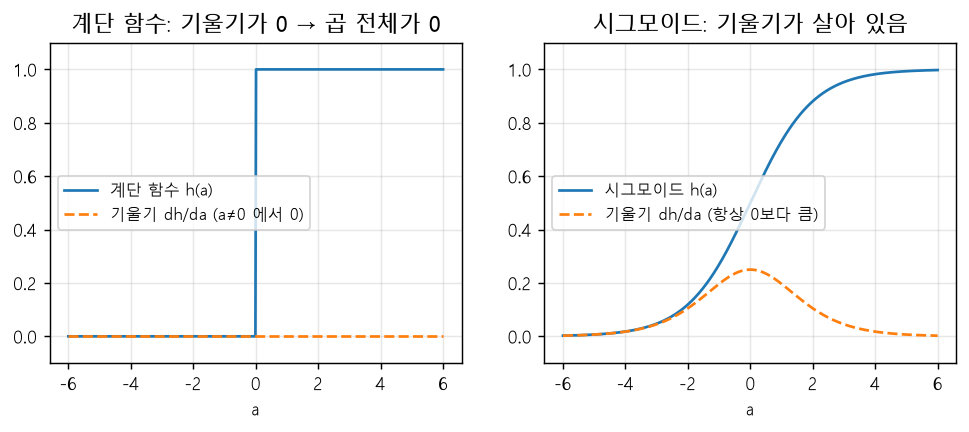 계단 함수: 기울기가 0 → 곱 전체가 0
1.0
0.8
0.6
0.4
0.2
0.0
계단 함수 h(a)
기울기 dh/da (a≠0 에서 0)
-6 -4 -2 0 2 4 6
a
시그모이드: 기울기가 살아 있음
1.0
0.8
0.6
0.4
0.2
0.0
시그모이드 h(a)
기울기 dh/da (항상 0보다 큼)
-6 -4 -2 0 2 4 6
a